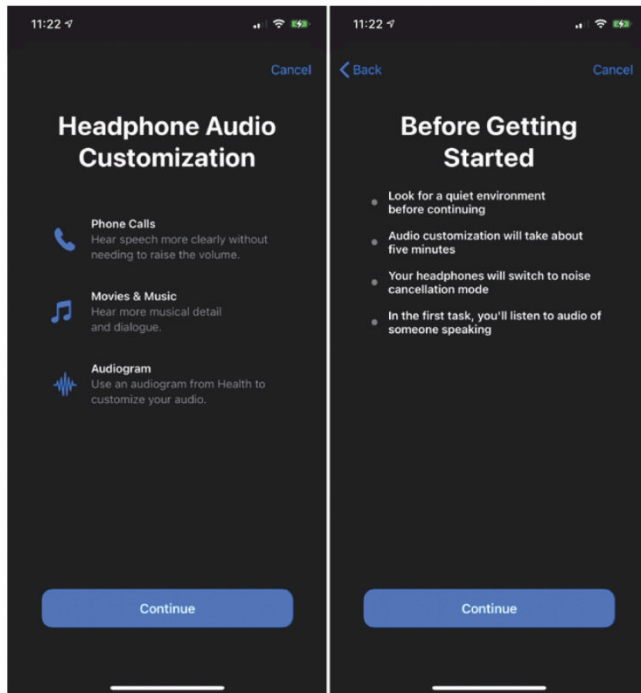 11:22
Cancel
Headphone Audio
Customization
Phone Calls
Hear speech more clearly without
needing to raise the volume.
Movies & Music
Hear more musical detail
and dialogue.
Audiogram
Use an audiogram from Health to
customize your audio.
Continue
11:22
Back
Cancel
Before Getting
Started
Look for a quiet environment
before continuing
Audio customization will take about
five minutes
Your headphones will switch to noise
cancellation mode
In the first task, you'll listen to audio of
someone speaking
Continue